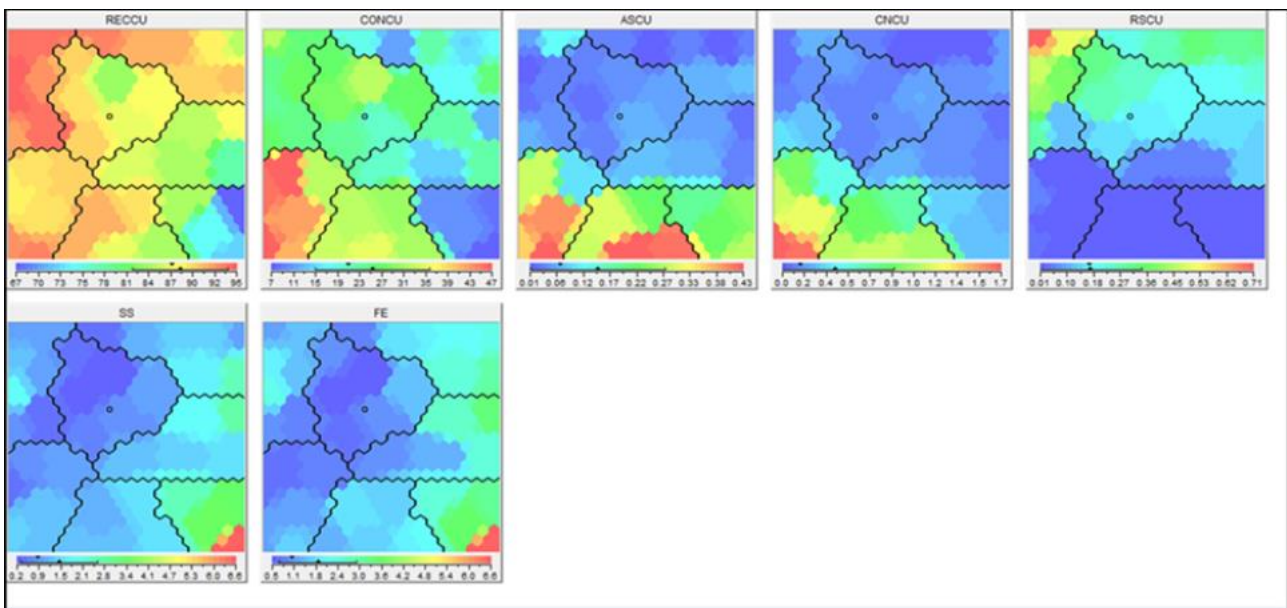 RECCU
67 70 73 75 78 81 84 87 90 92 95
CONCU
7 11 15 19 23 27 31 35 39 43 47
ASCU
0.01 0.06 0.12 0.17 0.22 0.27 0.33 0.38 0.43
CNCU
0.0 0.2 0.4 0.5 0.7 0.9 1.0 1.2 1.4 1.5 1.7
RSCU
0.01 0.10 0.18 0.27 0.36 0.45 0.53 0.62 0.71
SS
0.2 0.9 1.5 2.1 2.8 3.4 4.0 4.7 5.3 6.0 6.6
FE
0.5 1.1 1.8 2.4 3.0 3.6 4.2 4.8 5.4 6.0 6.6